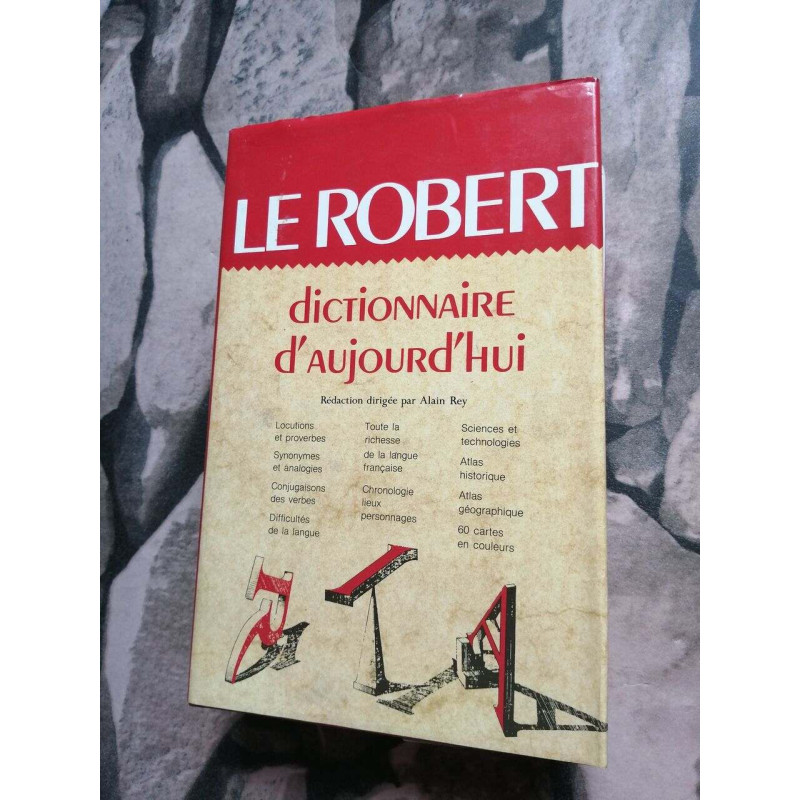 LE ROBERT
dictionnaire
d'aujourd'hui
Rédaction dirigée par Alain Rey
Locutions
et proverbes
Synonymes
et analogies
Conjugaisons
des verbes
Difficultés
de la langue
Toute la
richesse
de la langue
française
Chronologie
lieux
personnages
Sciences et
technologies
Atlas
historique
Atlas
géographique
60 cartes
en couleurs